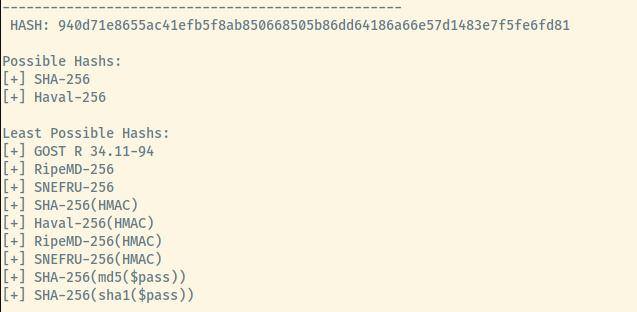 --------------------------------------------------
HASH: 940d71e8655ac41efb5f8ab850668505b86dd64186a66e57d1483e7f5fe6fd81
Possible Hashs:
[+] SHA-256
[+] Haval-256
Least Possible Hashs:
[+] GOST R 34.11-94
[+] RipeMD-256
[+] SNEFRU-256
[+] SHA-256(HMAC)
[+] Haval-256(HMAC)
[+] RipeMD-256(HMAC)
[+] SNEFRU-256(HMAC)
[+] SHA-256(md5($pass))
[+] SHA-256(sha1($pass))